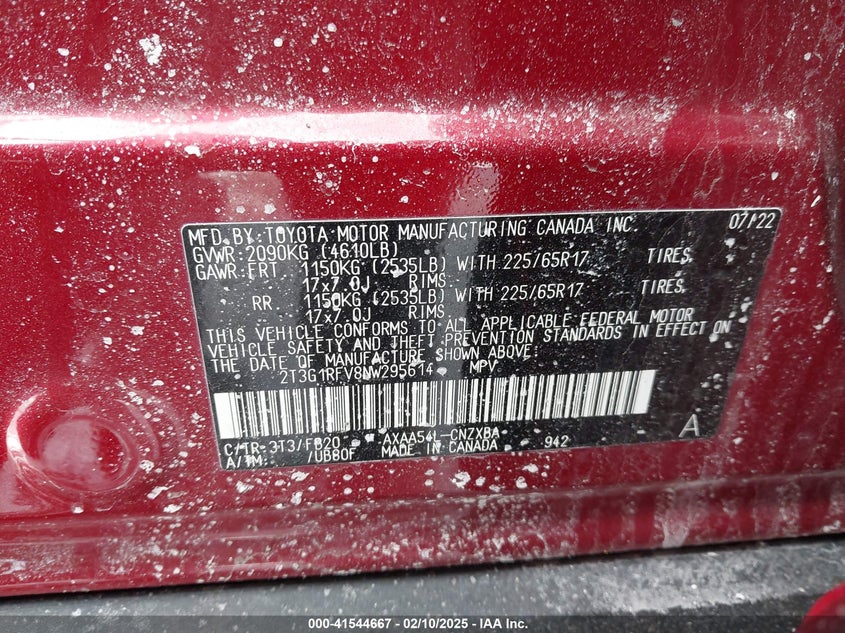 MFD. BY: TOYOTA MOTOR MANUFACTURING CANADA INC. 07/22
GVWR: 2090KG (4610LB)
GAWR: FRT. 1150KG (2535LB) WITH 225/65R17 TIRES,
17x7.0J RIMS
RR. 1150KG (2535LB) WITH 225/65R17 TIRES,
17x7.0J RIMS
THIS VEHICLE CONFORMS TO ALL APPLICABLE FEDERAL MOTOR
VEHICLE SAFETY AND THEFT PREVENTION STANDARDS IN EFFECT ON
THE DATE OF MANUFACTURE SHOWN ABOVE.
2T3G1RFV8NW295614 MPV
C/TR: 3T3/FB20 AXAA54L-CNZXBA 942 A
A/TM: /UB80F MADE IN CANADA
000-41544667 - 02/10/2025 - © IAA, LLC